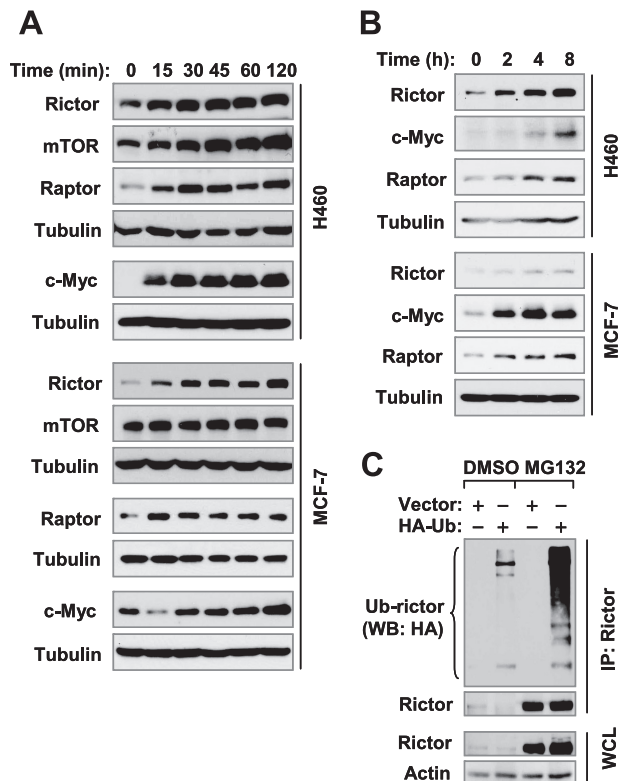 A
Time (min): 0 15 30 45 60 120
Rictor
mTOR
Raptor
Tubulin
c-Myc
Tubulin
H460
Rictor
mTOR
Tubulin
Raptor
Tubulin
c-Myc
Tubulin
MCF-7
B
Time (h): 0 2 4 8
Rictor
c-Myc
Raptor
Tubulin
H460
Rictor
c-Myc
Raptor
Tubulin
MCF-7
C
DMSO MG132
Vector: + − + −
HA-Ub: − + − +
Ub-rictor
(WB: HA)
Rictor
IP: Rictor
Rictor
Actin
WCL